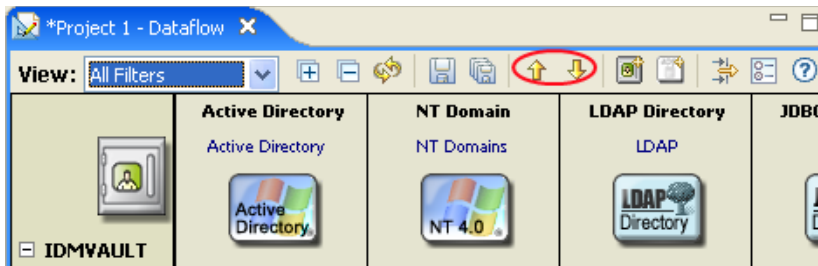 *Project 1 - Dataflow
View: All Filters
Active Directory NT Domain LDAP Directory JDBC
Active Directory NT Domains LDAP
Active Directory NT 4.0 LDAP Directory
IDMVAULT